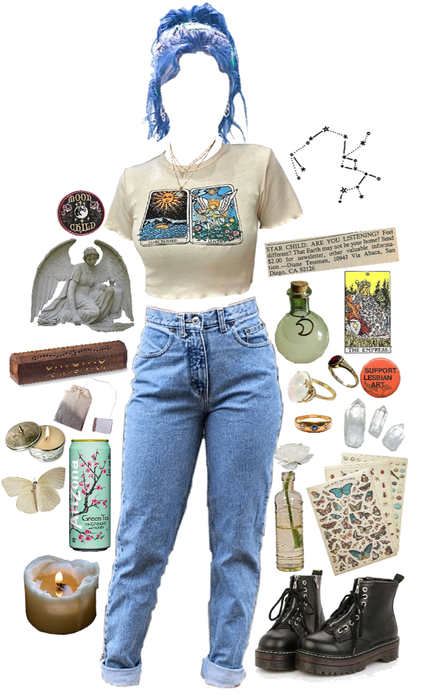 MOON
CHILD
STAR CHILD: ARE YOU LISTENING? Feel
different? That Earth may not be your home? Send
$2.00 for newsletter, other valuable informa-
tion — Diane Tessman, 10943 Via Abaca, San
Diego, CA 92126
THE EMPRESS.
SUPPORT
LESBIAN
ART
ARIZONA
Green Tea